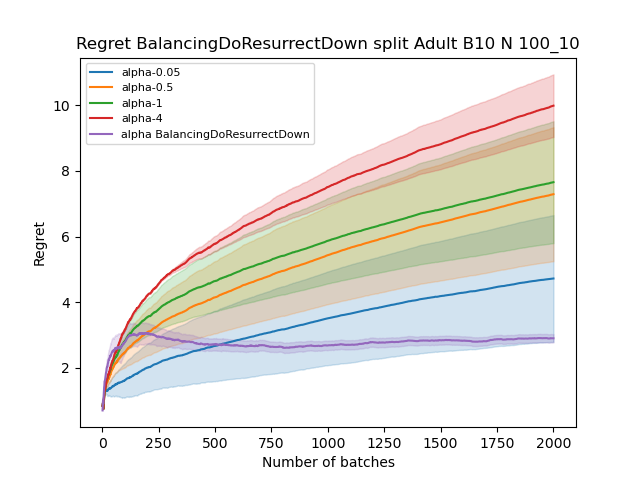 Regret BalancingDoResurrectDown split Adult B10 N 100_10
alpha-0.05
alpha-0.5
alpha-1
alpha-4
alpha BalancingDoResurrectDown
Regret
10
8
6
4
2
0 250 500 750 1000 1250 1500 1750 2000
Number of batches